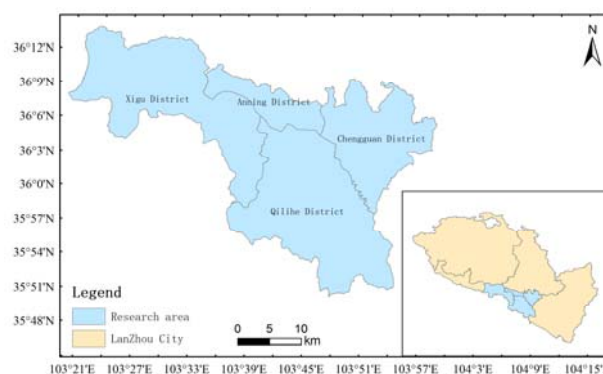 N
36°12'N
36°9'N
36°6'N
36°3'N
36°0'N
35°57'N
35°54'N
35°51'N
35°48'N
Xigu District
Anning District
Chengguan District
Qilihe District
Legend
Research area
LanZhou City
0 5 10
km
103°21'E 103°27'E 103°33'E 103°39'E 103°45'E 103°51'E 103°57'E 104°3'E 104°9'E 104°15'E